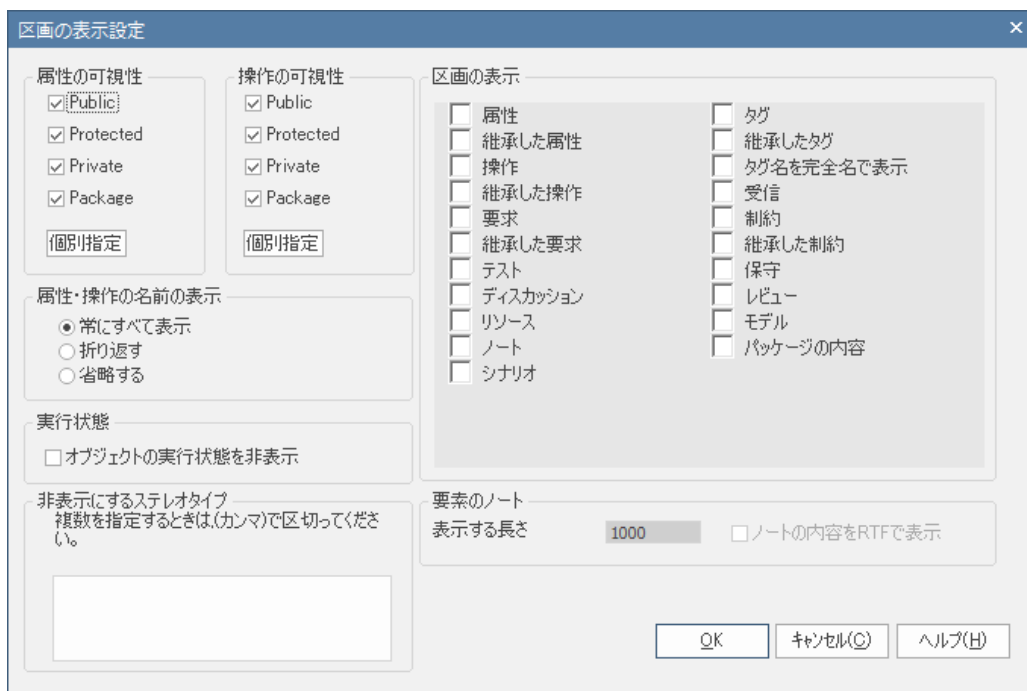 区画の表示設定
属性の可視性
Public
Protected
Private
Package
個別指定
操作の可視性
Public
Protected
Private
Package
個別指定
属性・操作の名前の表示
常にすべて表示
折り返す
省略する
実行状態
オブジェクトの実行状態を非表示
非表示にするステレオタイプ
複数を指定するときは,(カンマ)で区切ってくださ
い。
区画の表示
属性
継承した属性
操作
継承した操作
要求
継承した要求
テスト
ディスカッション
リソース
ノート
シナリオ
タグ
継承したタグ
タグ名を完全名で表示
受信
制約
継承した制約
保守
レビュー
モデル
パッケージの内容
要素のノート
表示する長さ
1000
ノートの内容をRTFで表示
OK
キャンセル(C)
ヘルプ(H)